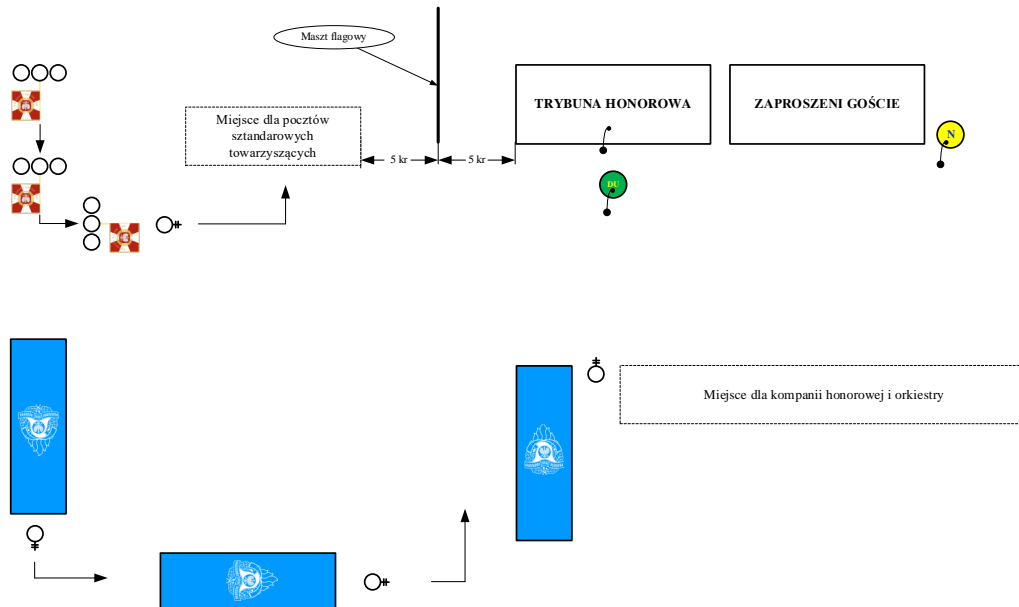 Maszt flagowy
TRYBUNA HONOROWA
ZAPROSZENI GOŚCIE
Miejsce dla pocztów
sztandarowych
towarzyszących
5 kr
5 kr
N
DU
Miejsce dla kompanii honorowej i orkiestry